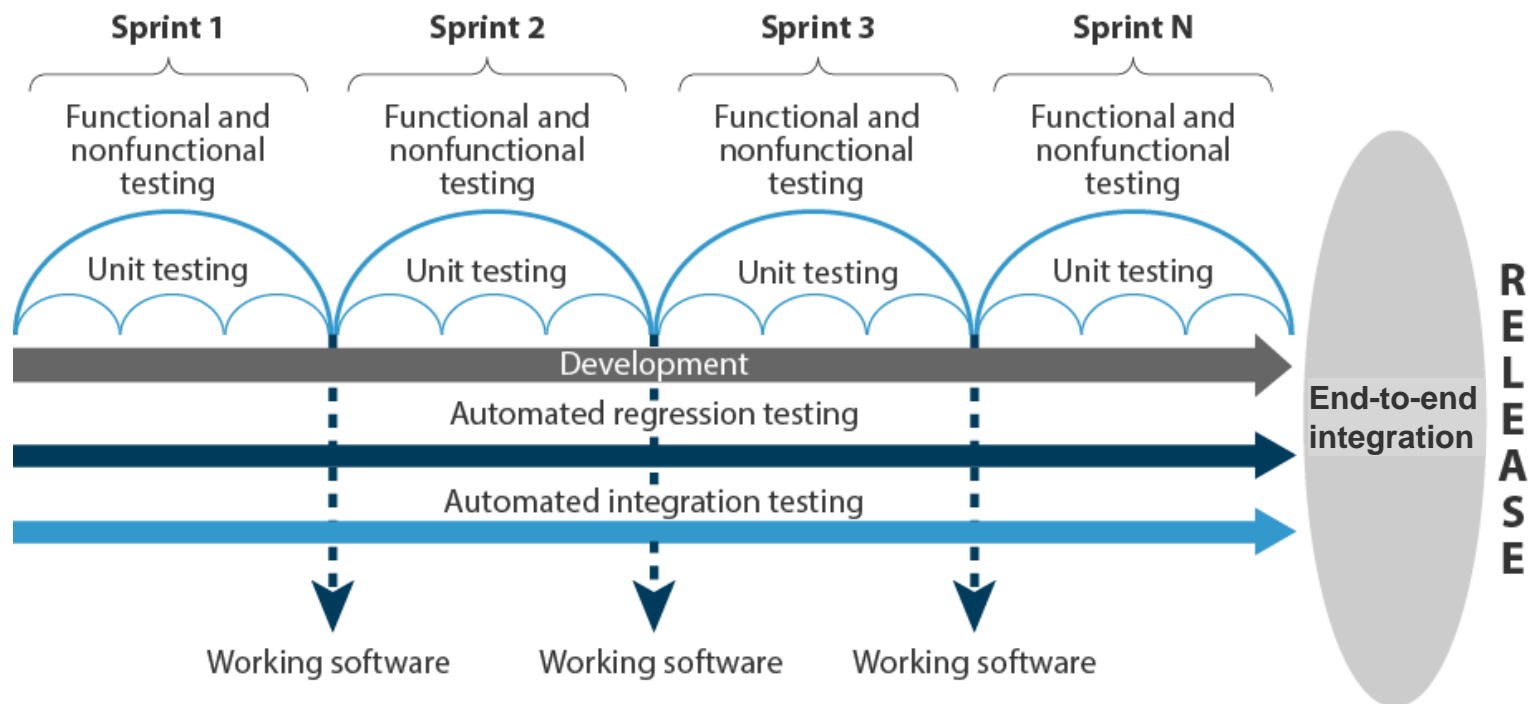 Sprint 1
Sprint 2
Sprint 3
Sprint N
Functional and
nonfunctional
testing
Functional and
nonfunctional
testing
Functional and
nonfunctional
testing
Functional and
nonfunctional
testing
Unit testing
Unit testing
Unit testing
Unit testing
Development
Automated regression testing
Automated integration testing
Working software
Working software
Working software
End-to-end
integration
RELEASE